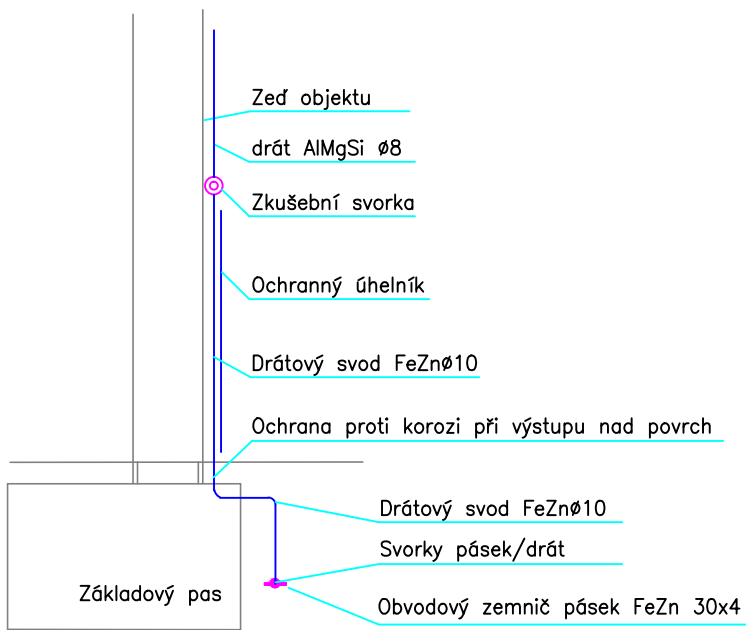 Zeď objektu
drát AlMgSi ø8
Zkušební svorka
Ochranný úhelník
Drátový svod FeZnø10
Ochrana proti korozi při výstupu nad povrch
Drátový svod FeZnø10
Svorky pásek/drát
Základový pas
Obvodový zemnič pásek FeZn 30x4